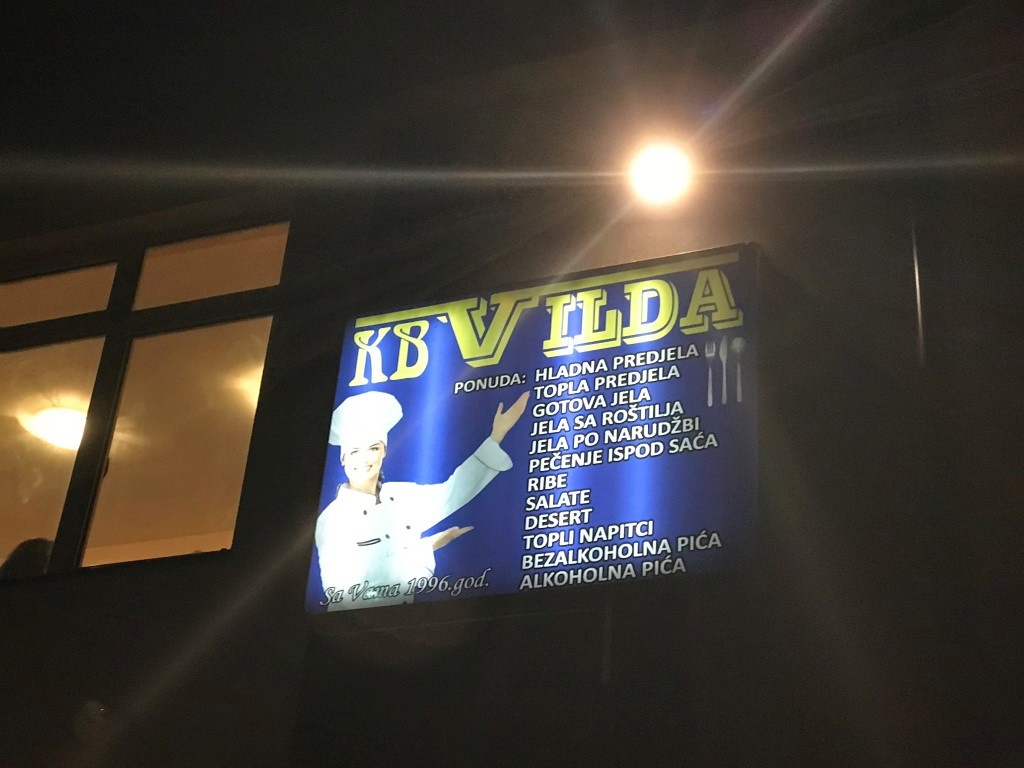 KB VILDA
PONUDA: HLADNA PREDJELA
TOPLA PREDJELA
GOTOVA JELA
JELA SA ROŠTILJA
JELA PO NARUDŽBI
PEČENJE ISPOD SAĆA
RIBE
SALATE
DESERT
TOPLI NAPITCI
BEZALKOHOLNA PIĆA
ALKOHOLNA PIĆA
Sa Vama 1996.god.